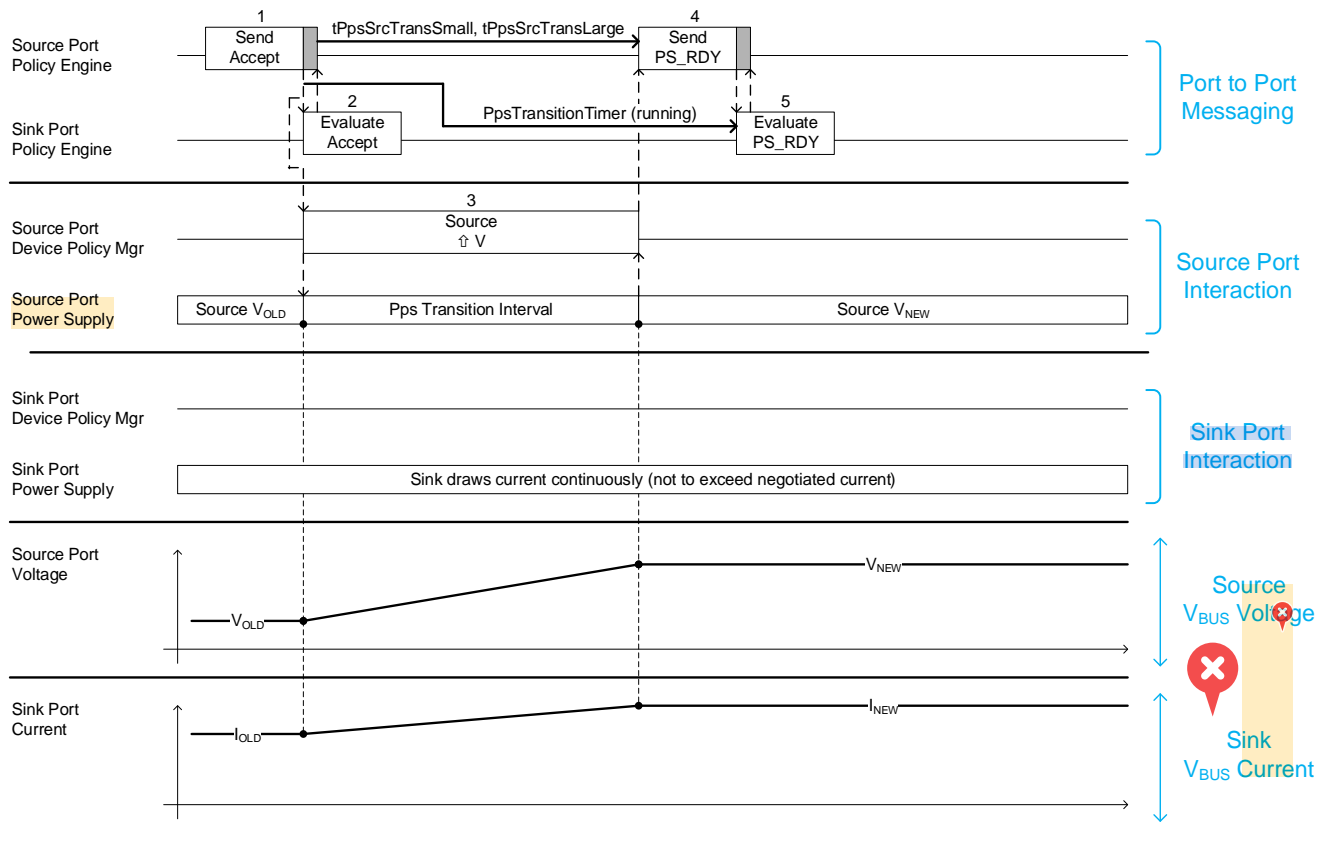 1
Send
Accept
tPpsSrcTransSmall, tPpsSrcTransLarge
4
Send
PS_RDY
Source Port
Policy Engine
Port to Port
Messaging
2
Evaluate
Accept
PpsTransitionTimer (running)
5
Evaluate
PS_RDY
Sink Port
Policy Engine
3
Source
⇧ V
Source Port
Device Policy Mgr
Source Port
Interaction
Source Port
Power Supply
Source VOLD
Pps Transition Interval
Source VNEW
Sink Port
Device Policy Mgr
Sink Port
Interaction
Sink Port
Power Supply
Sink draws current continuously (not to exceed negotiated current)
Source Port
Voltage
VOLD
VNEW
Source
VBUS Voltage
Sink Port
Current
IOLD
INEW
Sink
VBUS Current